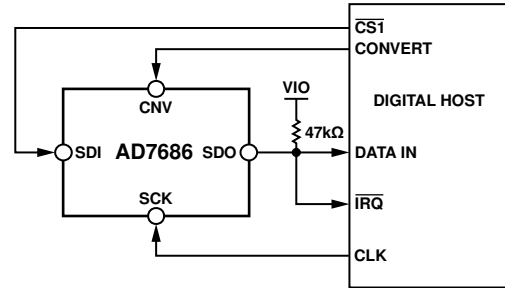 CS1
CONVERT
VIO
CNV
DIGITAL HOST
47kΩ
SDI AD7686 SDO
DATA IN
SCK
IRQ
CLK